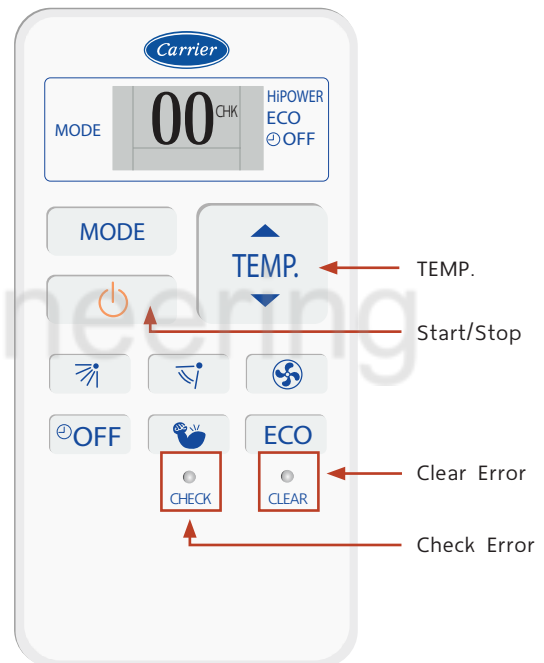 Carrier
MODE
00 CHK
HiPOWER
ECO
OFF
MODE
TEMP.
TEMP.
Start/Stop
neering
OFF
ECO
CHECK
CLEAR
Clear Error
Check Error